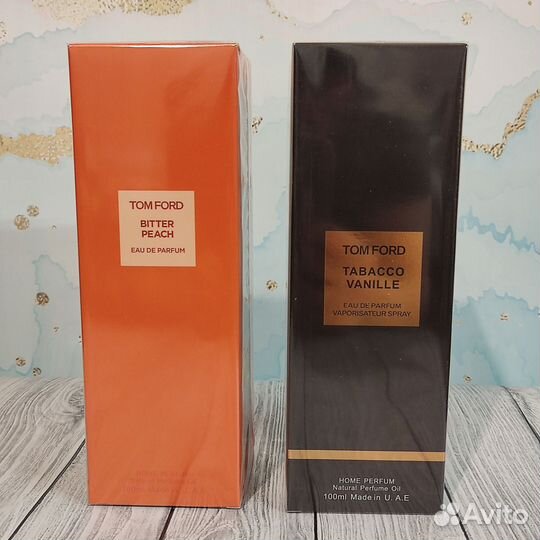 TOM FORD
BITTER
PEACH
EAU DE PARFUM
TOM FORD
TABACCO
VANILLE
EAU DE PARFUM
VAPORISATEUR SPRAY
HOME PERFUM
Natural Perfume Oil
100ml Made in U. A.E
Avito